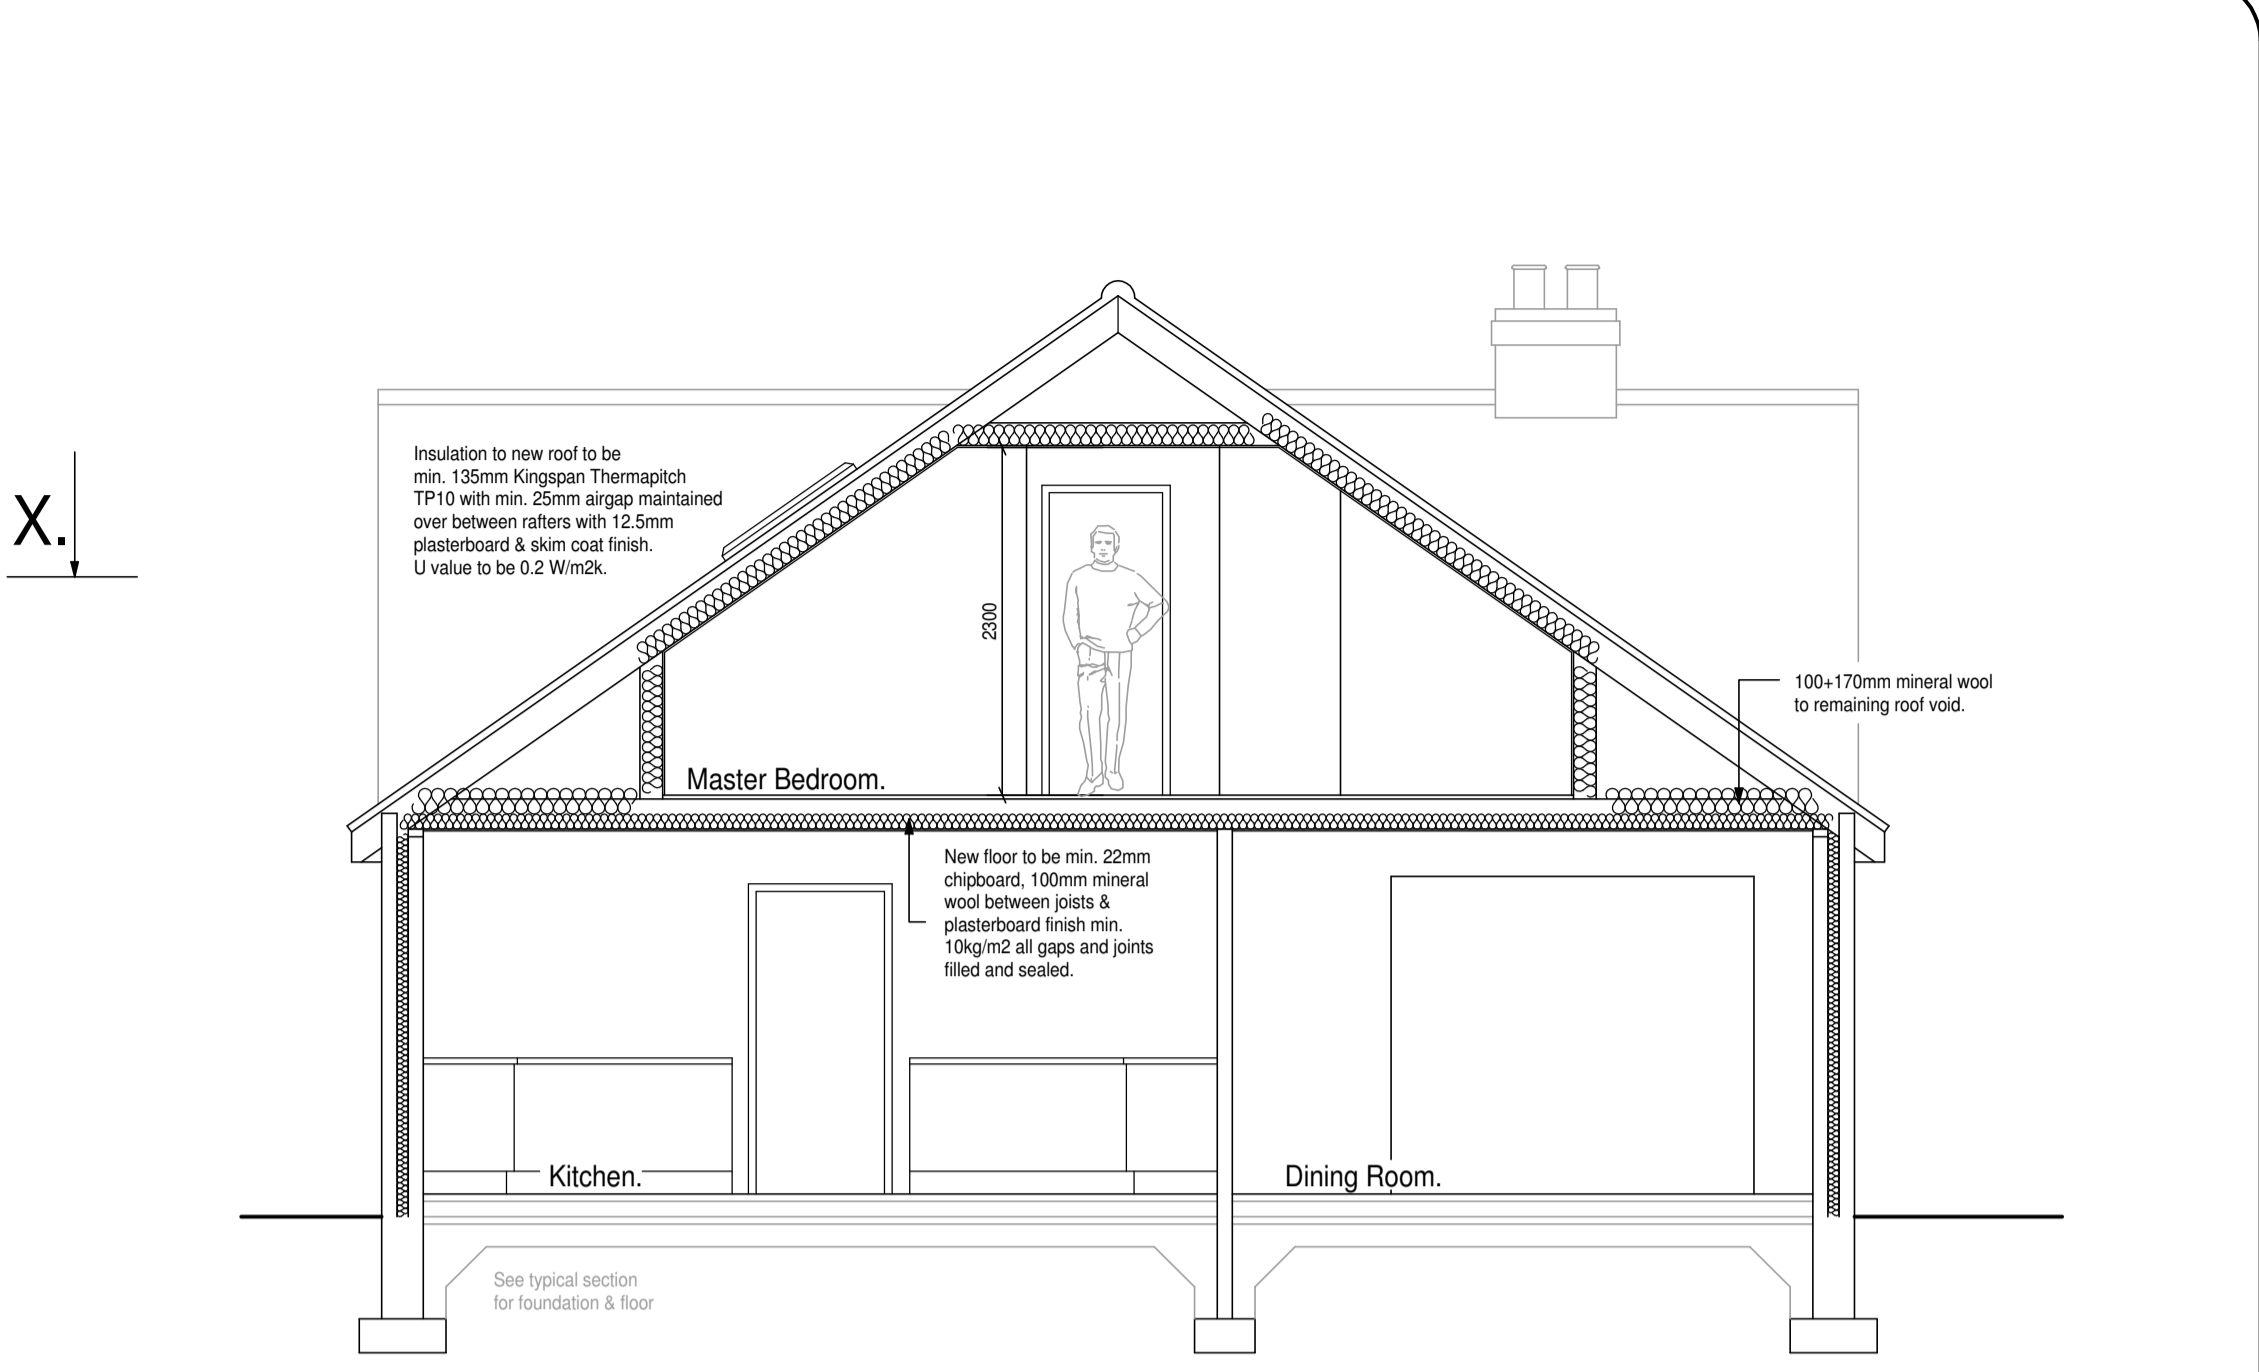 Insulation to new roof to be
min. 135mm Kingspan Thermapitch
TP10 with min. 25mm airgap maintained
over between rafters with 12.5mm
plasterboard & skim coat finish.
U value to be 0.2 W/m2k.
X.
2300
100+170mm mineral wool
to remaining roof void.
Master Bedroom.
New floor to be min. 22mm
chipboard, 100mm mineral
wool between joists &
plasterboard finish min.
10kg/m2 all gaps and joints
filled and sealed.
Kitchen.
Dining Room.
See typical section
for foundation & floor